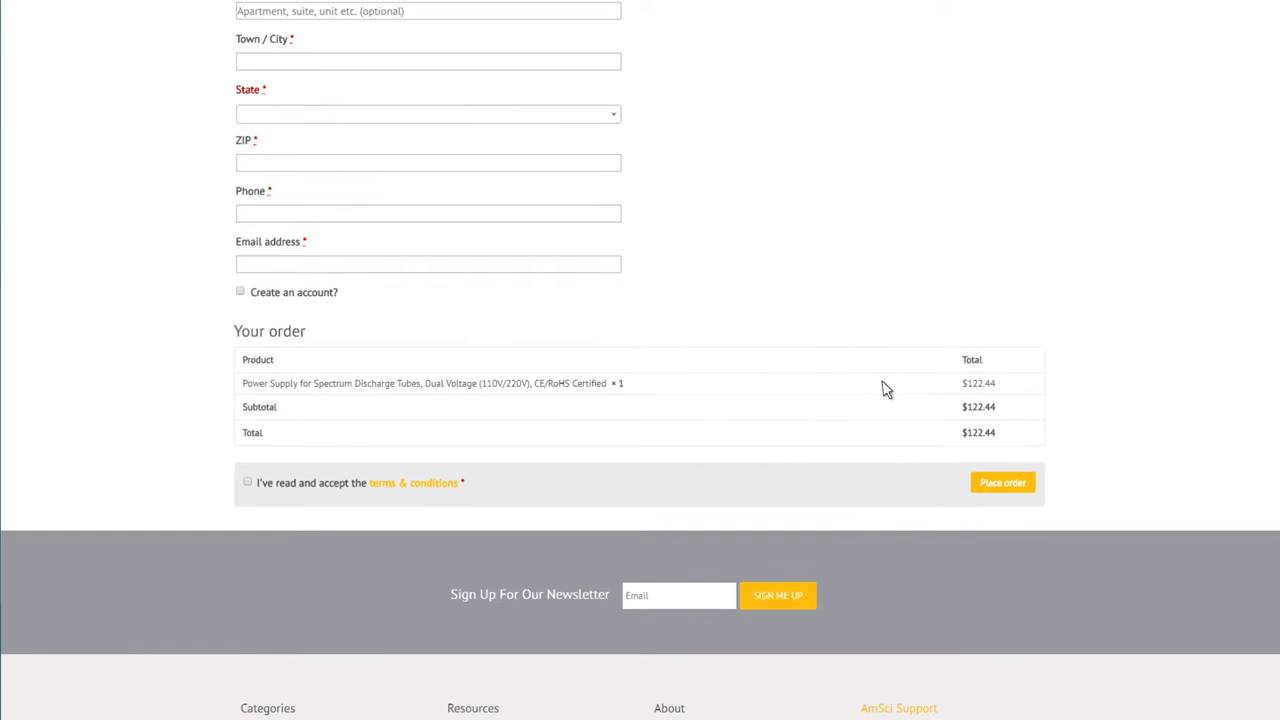 Apartment, suite, unit etc. (optional)
Town / City *
State *
ZIP *
Phone *
Email address *
Create an account?
Your order
Product Total
Power Supply for Spectrum Discharge Tubes, Dual Voltage (110V/220V), CE/RoHS Certified × 1 $122.44
Subtotal $122.44
Total $122.44
I've read and accept the terms & conditions * Place order
Sign Up For Our Newsletter Email SIGN ME UP
Categories Resources About AmSci Support